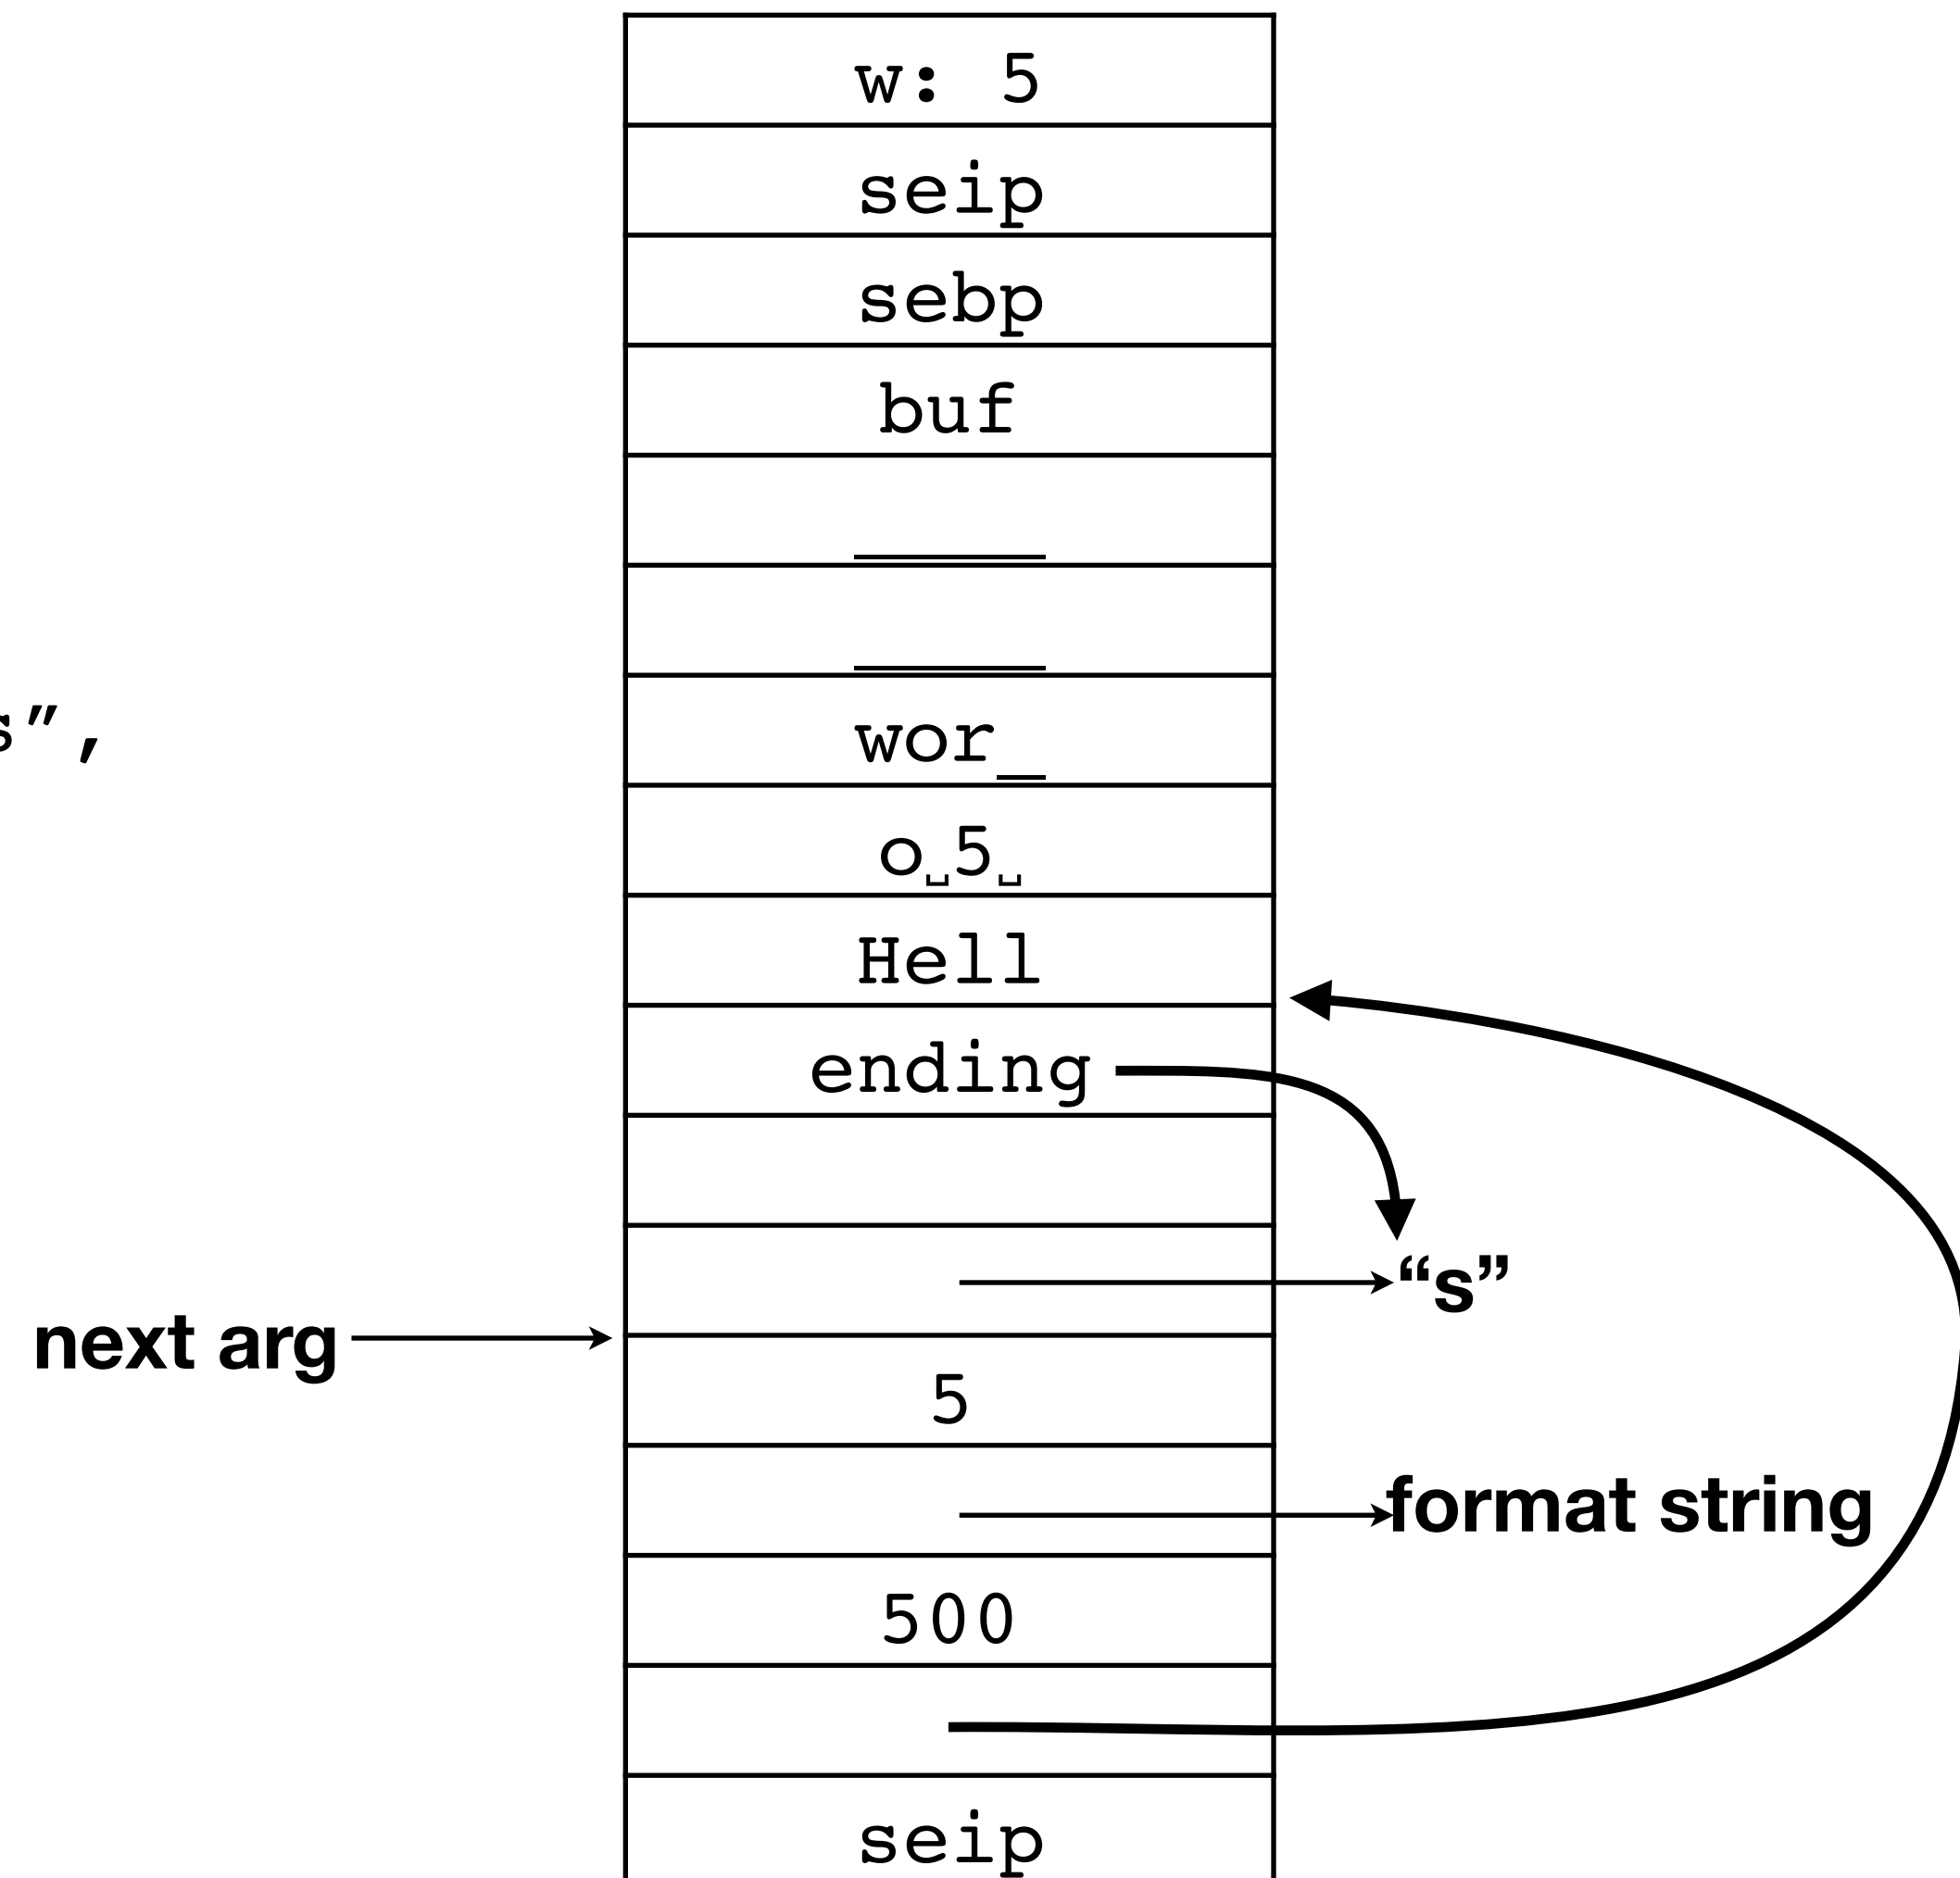 w: 5
seip
sebp
buf
____
____
s”,
wor_
o␣5␣
Hell
ending
“s”
next arg
5
format string
500
seip